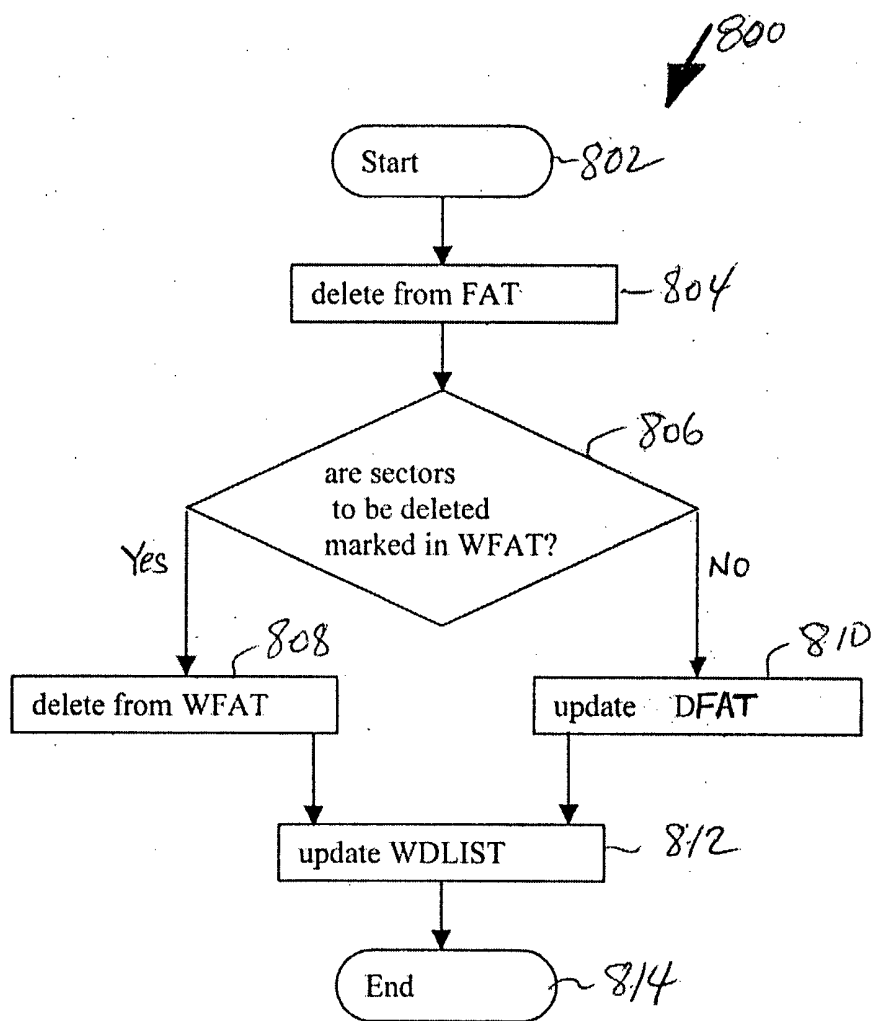 800
Start
802
delete from FAT
804
806
are sectors
to be deleted
marked in WFAT?
Yes
No
808
810
delete from WFAT
update DFAT
update WDLIST
812
End
814